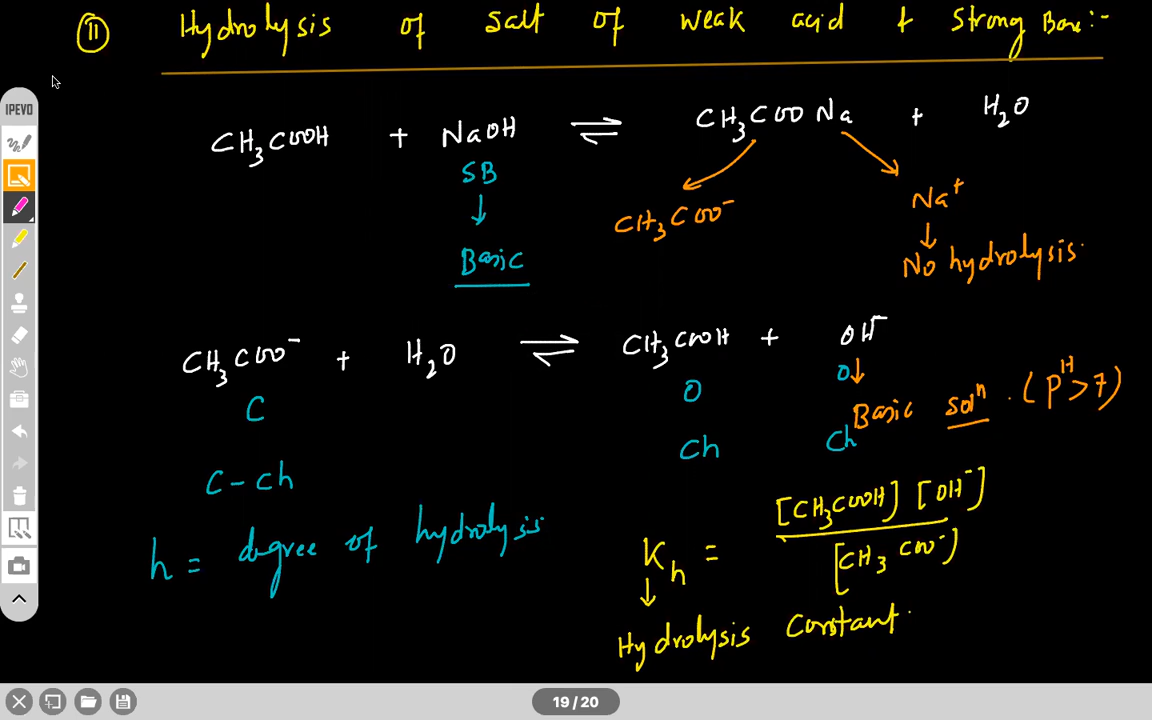 II Hydrolysis of salt of weak acid + Strong Base:-
IPEVO
CH3COOH + NaOH ⇌ CH3COONa + H2O
SB
↓
Basic
CH3COO⁻
Na⁺
↓
No hydrolysis
CH3COO⁻ + H2O ⇌ CH3COOH + OH⁻
C O O
Basic solⁿ. (Pᴴ>7)
C-Ch Ch Ch
h = degree of hydrolysis
Kh = [CH3COOH] [OH⁻] / [CH3COO⁻]
↓
Hydrolysis Constant.
19 / 20